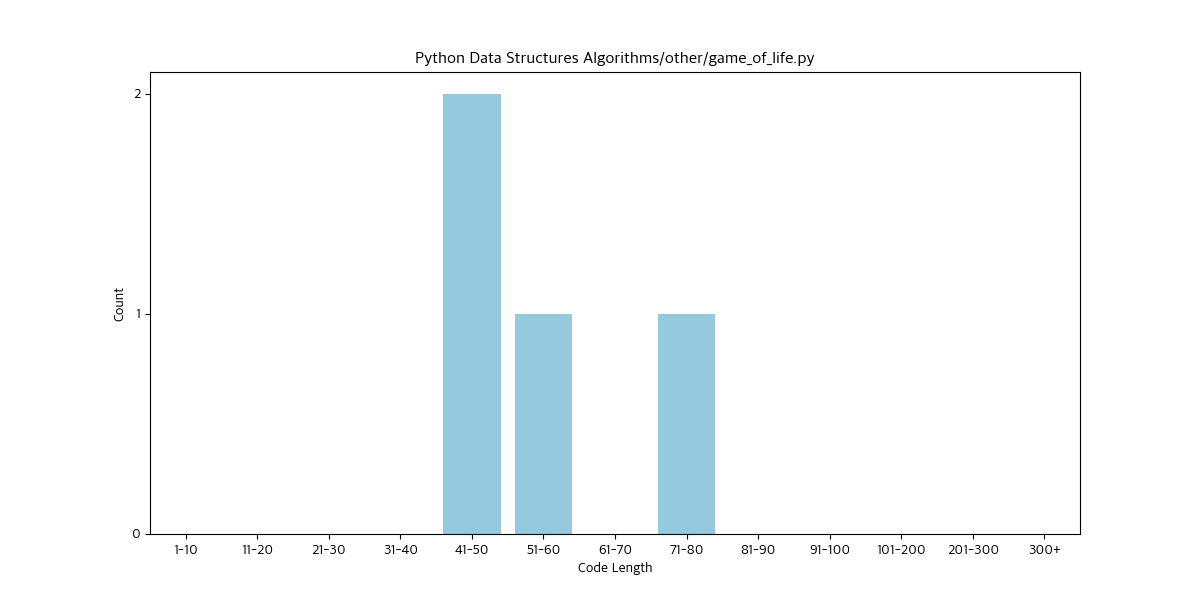 Python Data Structures Algorithms/other/game_of_life.py
2
1
0
Count
1-10 11-20 21-30 31-40 41-50 51-60 61-70 71-80 81-90 91-100 101-200 201-300 300+
Code Length